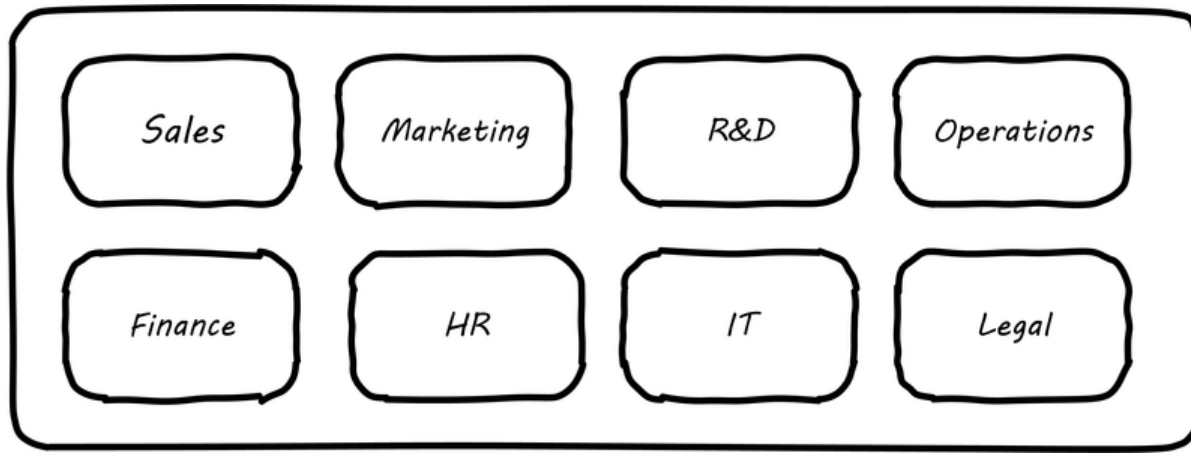 Sales
Marketing
R&D
Operations
Finance
HR
IT
Legal